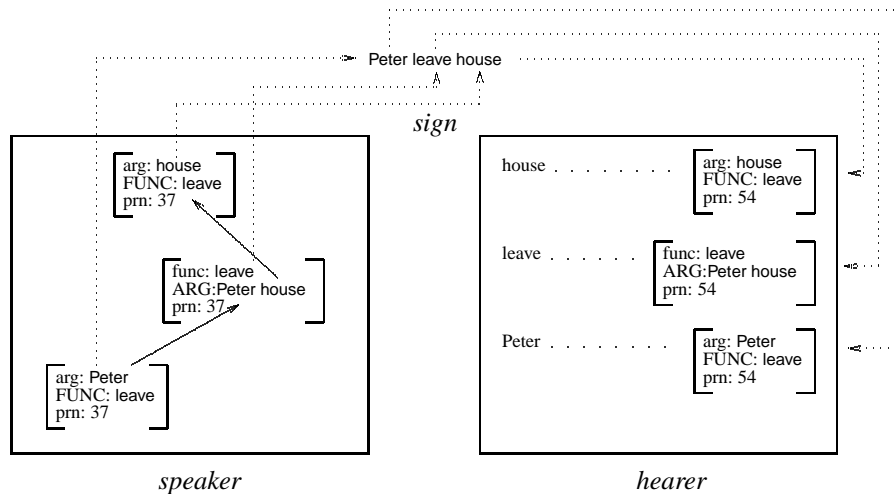 Peter leave house
sign
arg: house
FUNC: leave
prn: 37
func: leave
ARG:Peter house
prn: 37
arg: Peter
FUNC: leave
prn: 37
speaker
house . . . . . . . .
arg: house
FUNC: leave
prn: 54
leave . . . . . .
func: leave
ARG:Peter house
prn: 54
Peter . . . . . . . .
arg: Peter
FUNC: leave
prn: 54
hearer